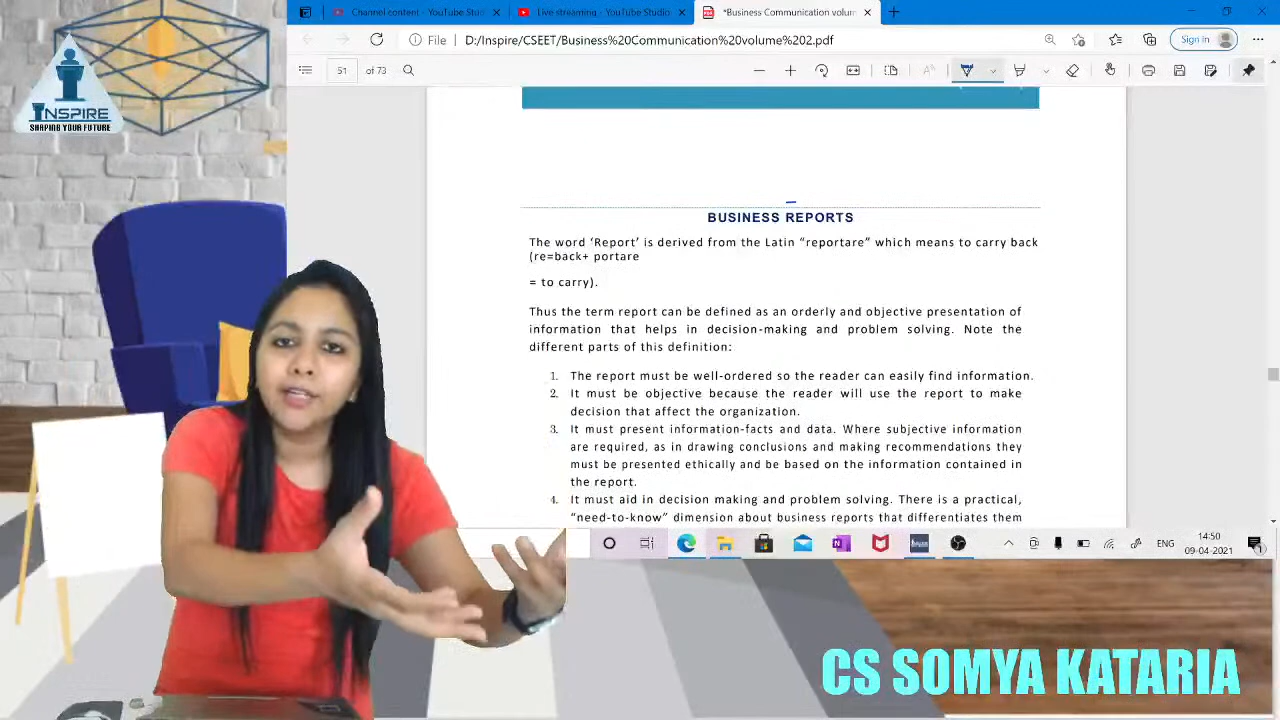 Channel content - YouTube Stud
Live streaming - YouTube Studio
*Business Communication volum
File
D:/Inspire/CSEET/Business%20Communication%20volume%202.pdf
Sign in
51 of 73
INSPIRE
SHAPING YOUR FUTURE
BUSINESS REPORTS
The word ‘Report’ is derived from the Latin “reportare” which means to carry back
(re=back+ portare
= to carry).
Thus the term report can be defined as an orderly and objective presentation of
information that helps in decision-making and problem solving. Note the
different parts of this definition:
1. The report must be well-ordered so the reader can easily find information.
2. It must be objective because the reader will use the report to make
decision that affect the organization.
3. It must present information-facts and data. Where subjective information
are required, as in drawing conclusions and making recommendations they
must be presented ethically and be based on the information contained in
the report.
4. It must aid in decision making and problem solving. There is a practical,
“need-to-know” dimension about business reports that differentiates them
ENG
14:50
09-04-2021
CS SOMYA KATARIA